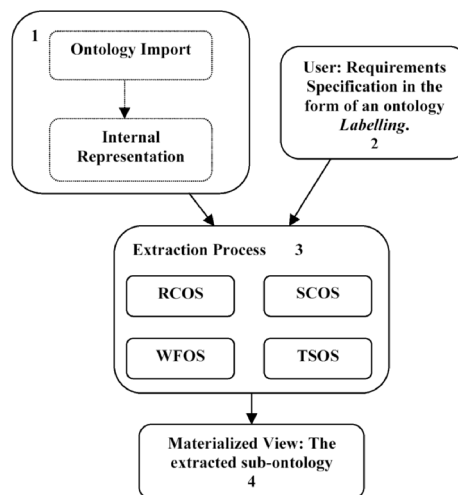 1
Ontology Import
Internal
Representation
User: Requirements
Specification in the
form of an ontology
Labelling.
2
Extraction Process 3
RCOS
SCOS
WFOS
TSOS
Materialized View: The
extracted sub-ontology
4